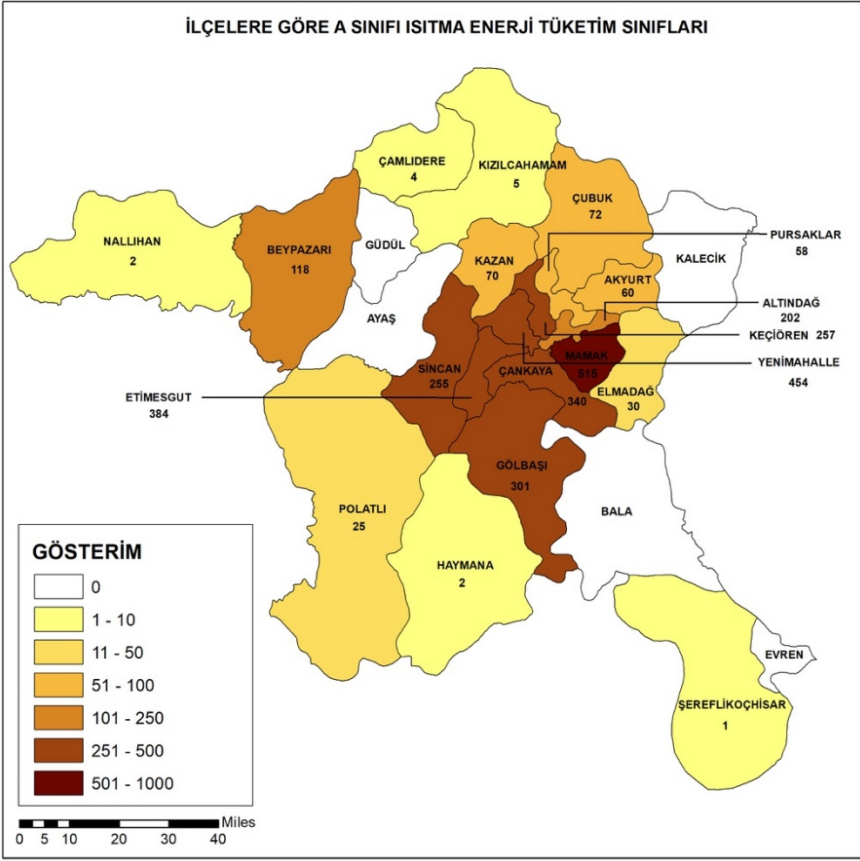 İLÇELERE GÖRE A SINIFI ISITMA ENERJİ TÜKETİM SINIFLARI
ÇAMLIDERE
4
KIZILCAHAMAM
5
ÇUBUK
72
PURSAKLAR
58
NALLIHAN
2
BEYPAZARI
118
GÜDÜL
KAZAN
70
KALECİK
AKYURT
60
ALTINDAĞ
202
AYAŞ
KEÇİÖREN 257
MAMAK
515
YENİMAHALLE
454
SİNCAN
255
ÇANKAYA
340
ELMADAĞ
30
ETİMESGUT
384
GÖLBAŞI
301
POLATLI
25
BALA
HAYMANA
2
EVREN
ŞEREFLİKOÇHİSAR
1
GÖSTERİM
0
1 - 10
11 - 50
51 - 100
101 - 250
251 - 500
501 - 1000
Miles
0 5 10 20 30 40